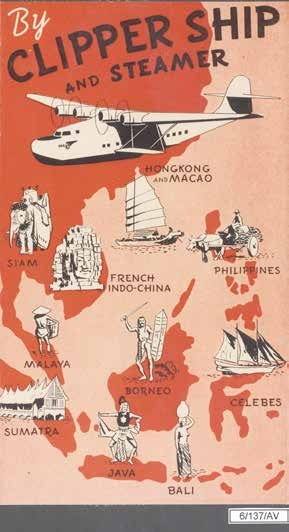 By
CLIPPER SHIP
AND STEAMER
HONGKONG
AND MACAO
SIAM
FRENCH
INDO-CHINA
PHILIPPINES
MALAYA
BORNEO
CELEBES
SUMATRA
JAVA
BALI
6/137/AV